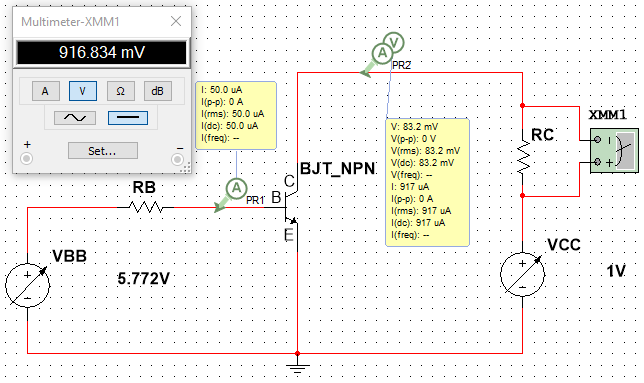 Multimeter-XMM1
916.834 mV
A
V
Ω
dB
+
Set...
−
I: 50.0 uA
I(p-p): 0 A
I(rms): 50.0 uA
I(dc): 50.0 uA
I(freq): --
A
V
PR2
V: 83.2 mV
V(p-p): 0 V
V(rms): 83.2 mV
V(dc): 83.2 mV
V(freq): --
I: 917 uA
I(p-p): 0 A
I(rms): 917 uA
I(dc): 917 uA
I(freq): --
XMM1
RC
BJT_NPN
C
B
E
A
PR1
RB
VBB
5.772V
VCC
1V